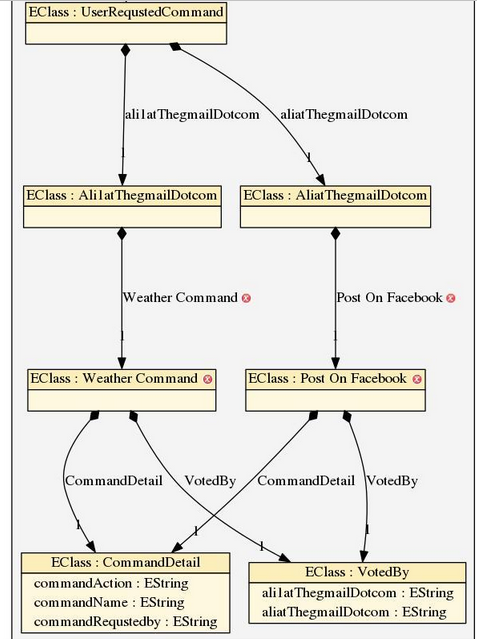 EClass : UserRequstedCommand
ali1atThegmailDotcom
aliatThegmailDotcom
1
1
EClass : Ali1atThegmailDotcom
EClass : AliatThegmailDotcom
Weather Command
Post On Facebook
1
1
EClass : Weather Command
EClass : Post On Facebook
CommandDetail
VotedBy
CommandDetail
VotedBy
1
1
1
1
EClass : CommandDetail
commandAction : EString
commandName : EString
commandRequstedby : EString
EClass : VotedBy
ali1atThegmailDotcom : EString
aliatThegmailDotcom : EString